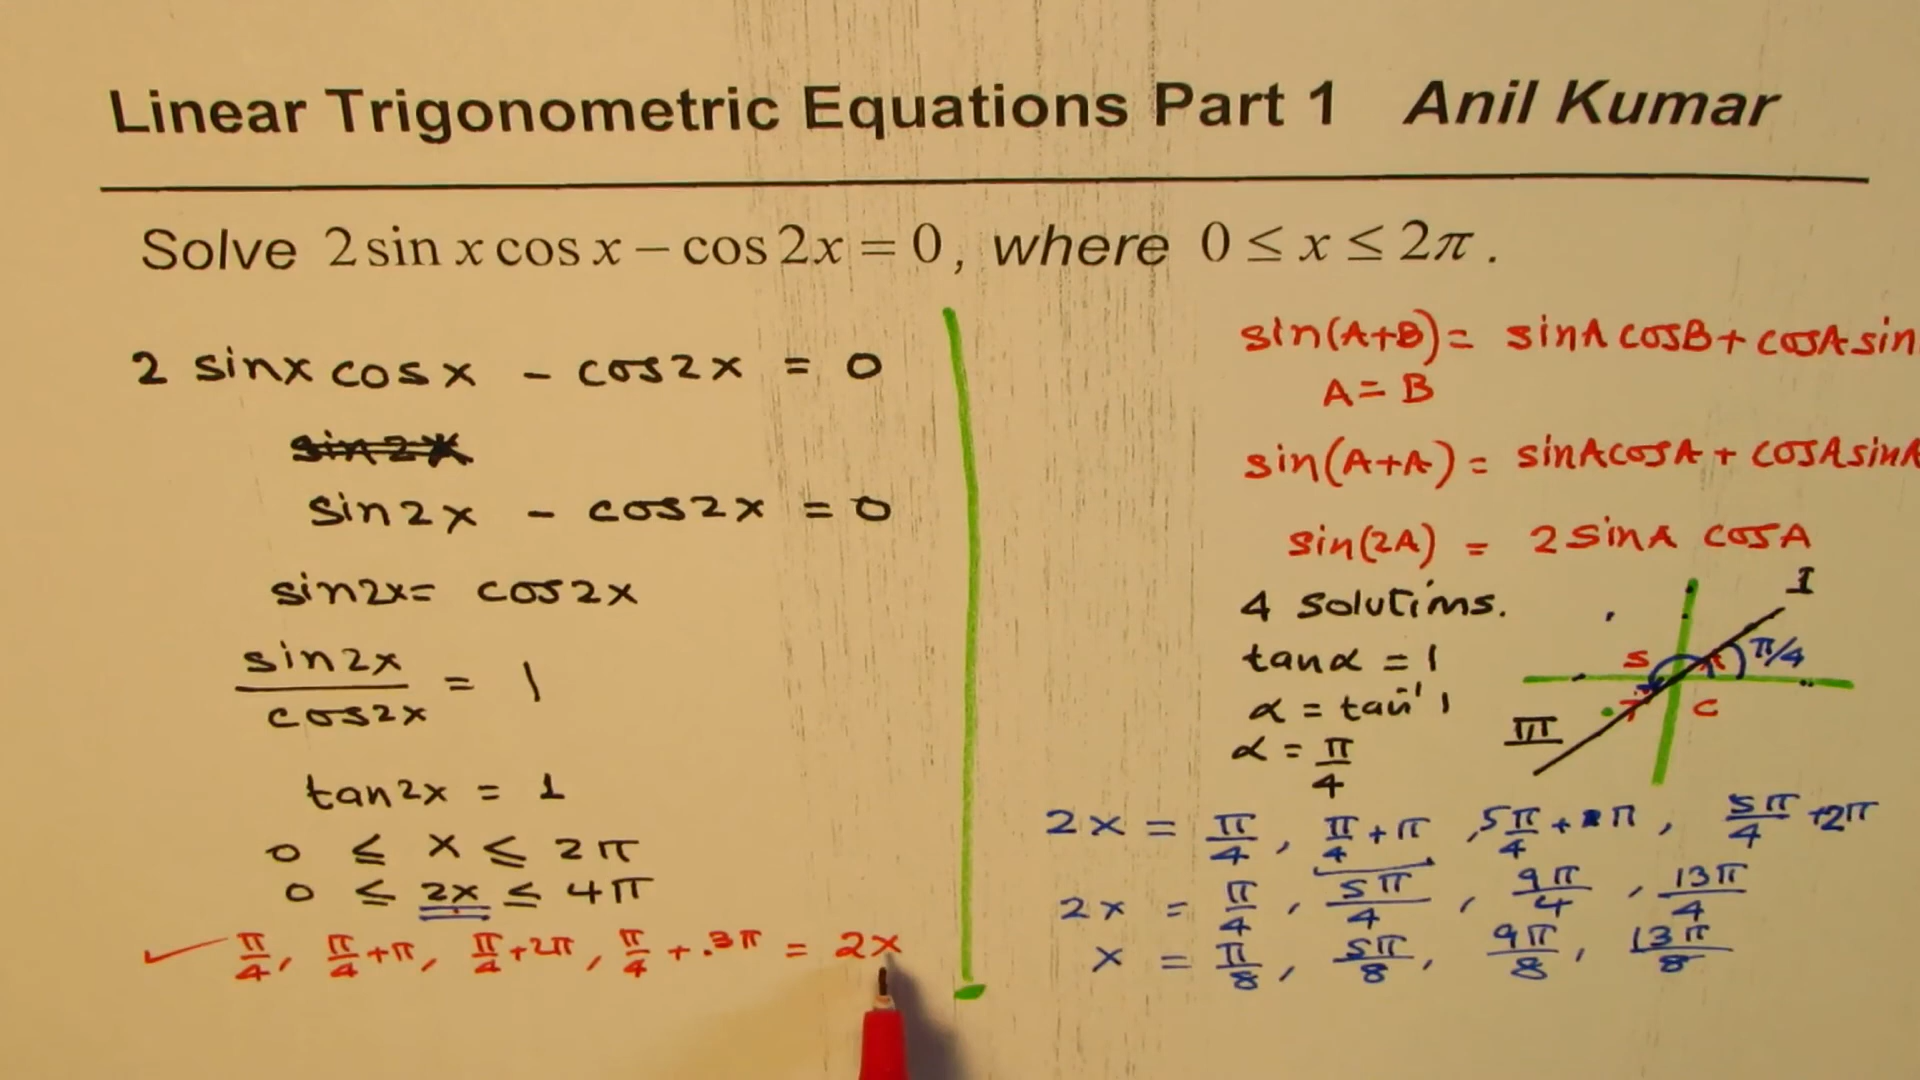 Linear Trigonometric Equations Part 1 Anil Kumar
Solve 2 sin x cos x − cos 2x = 0, where 0 ≤ x ≤ 2π.
2 sinx cosx - cos2x = 0
sin2x
sin2x - cos2x = 0
sin2x = cos2x
sin2x/cos2x = 1
tan2x = 1
0 ≤ x ≤ 2π
0 ≤ 2x ≤ 4π
✓ π/4, π/4+π, π/4+2π, π/4+.3π = 2x
sin(A+B) = sinA cosB + cosA sin
A = B
sin(A+A) = sinAcosA + cosAsinA
sin(2A) = 2 sinA cosA
4 solutions.
tanα = 1
α = tan⁻¹ 1
α = π/4
I
S
A
π/4
T
C
III
2x = π/4, π/4+π, 5π/4+π, 5π/4+2π
2x = π/4, 5π/4, 9π/4, 13π/4
x = π/8, 5π/8, 9π/8, 13π/8